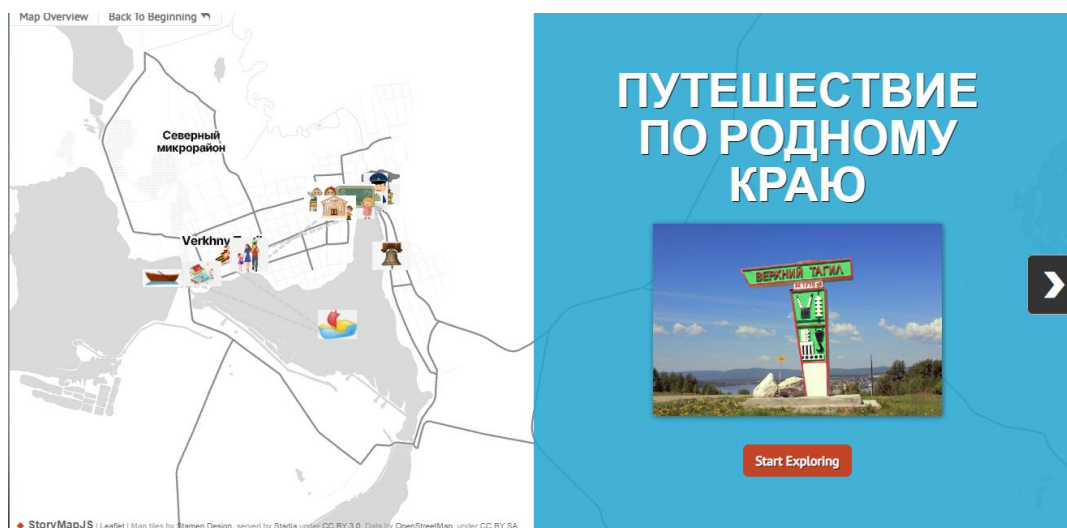 Map Overview
Back To Beginning
Северный
микрорайон
Verkhny
ПУТЕШЕСТВИЕ
ПО РОДНОМУ
КРАЮ
ВЕРХНИЙ ТАГИЛ
Start Exploring
StoryMapJS | Leaflet | Map tiles by Stamen Design, served by Stadia under CC BY 3.0. Data by OpenStreetMap, under CC BY SA